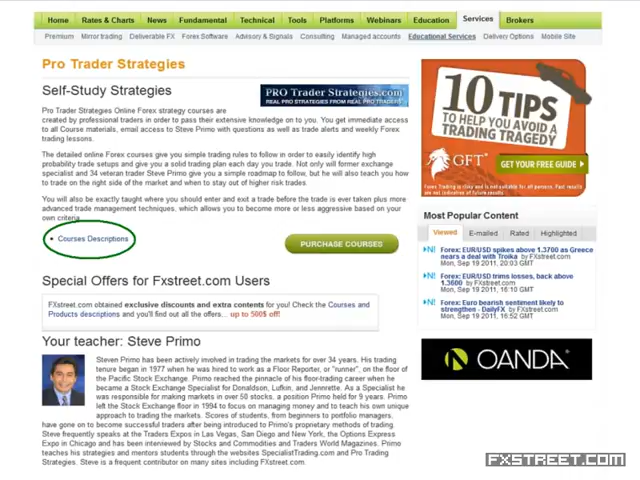 Home Rates & Charts News Fundamental Technical Tools Platforms Webinars Education Services Brokers
Premium Mirror trading Deliverable FX Forex Software Advisory & Signals Consulting Managed accounts Educational Services Delivery Options Mobile Site
Pro Trader Strategies
Self-Study Strategies
PRO Trader Strategies.com
REAL PRO STRATEGIES FROM REAL PRO TRADERS
Pro Trader Strategies Online Forex strategy courses are
created by professional traders in order to pass their extensive knowledge on to you. You get immediate access
to all Course materials, email access to Steve Primo with questions as well as trade alerts and weekly Forex
trading lessons.
The detailed online Forex courses give you simple trading rules to follow in order to easily identify high
probability trade setups and give you a solid trading plan each day you trade. Not only will former exchange
specialist and 34 veteran trader Steve Primo give you a simple roadmap to follow, but he will also teach you how
to trade on the right side of the market and when to stay out of higher risk trades.
You will also be exactly taught where you should enter and exit a trade before the trade is ever taken plus more
advanced trade management techniques, which allows you to become more or less aggressive based on your
own criteria.
• Courses Descriptions
PURCHASE COURSES
Special Offers for Fxstreet.com Users
FXstreet.com obtained exclusive discounts and extra contents for you! Check the Courses and
Products descriptions and you'll find out all the offers... up to 500$ off!
Your teacher: Steve Primo
Steven Primo has been actively involved in trading the markets for over 34 years. His trading
tenure began in 1977 when he was hired to work as a Floor Reporter, or "runner", on the floor of
the Pacific Stock Exchange. Primo reached the pinnacle of his floor-trading career when he
became a Stock Exchange Specialist for Donaldson, Lufkin, and Jenrette. As a Specialist he
was responsible for making markets in over 50 stocks, a position Primo held for 9 years. Primo
left the Stock Exchange floor in 1994 to focus on managing money and to teach his own unique
approach to trading the markets. Scores of students, from beginners to portfolio managers,
have gone on to become successful traders after being introduced to Primo's proprietary methods of trading.
Steve frequently speaks at the Traders Expos in Las Vegas, San Diego and New York, the Options Express
Expo in Chicago and has been interviewed by Stocks and Commodities and Traders World Magazines. Primo
teaches his strategies and mentors students through the websites SpecialistTrading.com and Pro Trading
Strategies. Steve is a frequent contributor on many sites including FXstreet.com
10 TIPS
TO HELP YOU AVOID A
TRADING TRAGEDY
GFT
GET YOUR FREE GUIDE
Forex Trading is risky and is not suitable for all persons. Past results
are not indicative of future results.
Most Popular Content
Viewed E-mailed Rated Highlighted
N! Forex: EUR/USD spikes above 1.3700 as Greece
nears a deal with Troika by FXstreet.com
Mon, Sep 19 2011, 20:03 GMT
N! Forex: EUR/USD trims losses, back above
1.3600 by FXstreet.com
Mon, Sep 19 2011, 16:10 GMT
N! Forex: Euro bearish sentiment likely to
strengthen - DailyFX by FXstreet.com
Mon, Sep 19 2011, 16:52 GMT
OANDA
FXSTREET.COM